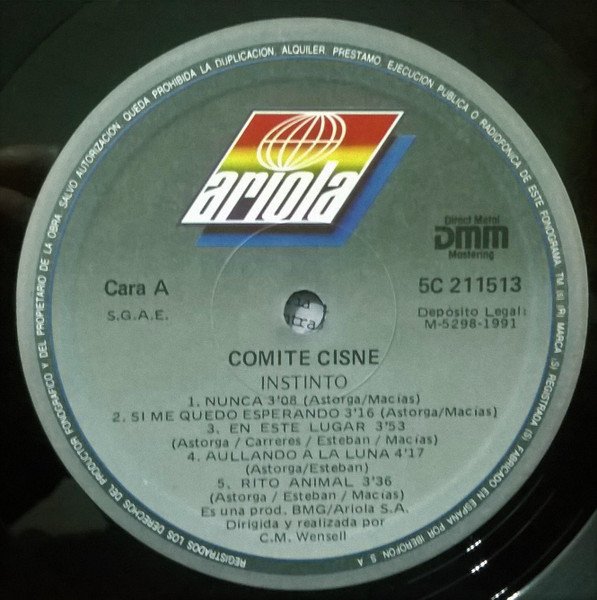 REGISTRADOS LOS DERECHOS DEL PRODUCTOR FONOGRAFICO Y DEL PROPIETARIO DE LA OBRA. SALVO AUTORIZACION QUEDA PROHIBIDA LA DUPLICACION, ALQUILER, PRESTAMO, EJECUCION PUBLICA O RADIOFONICA DE ESTE FONOGRAMA. TM (S) (R) MARCA (S) REGISTRADA (S) FABRICADO EN ESPAÑA POR IBEROFON, S. A.
ariola
Direct Metal
DMM
Mastering
Cara A
5C 211513
S.G.A.E.
Depósito Legal:
M-5298-1991
COMITE CISNE
INSTINTO
1. NUNCA 3'08 (Astorga/Macías)
2. SI ME QUEDO ESPERANDO 3'16 (Astorga/Macías)
3. EN ESTE LUGAR 3'53
(Astorga / Carreres / Esteban / Macías)
4. AULLANDO A LA LUNA 4'17
(Astorga/Esteban)
5. RITO ANIMAL 3'36
(Astorga / Esteban / Macías)
Es una prod. BMG/Ariola S.A.
Dirigida y realizada por
C.M. Wensell